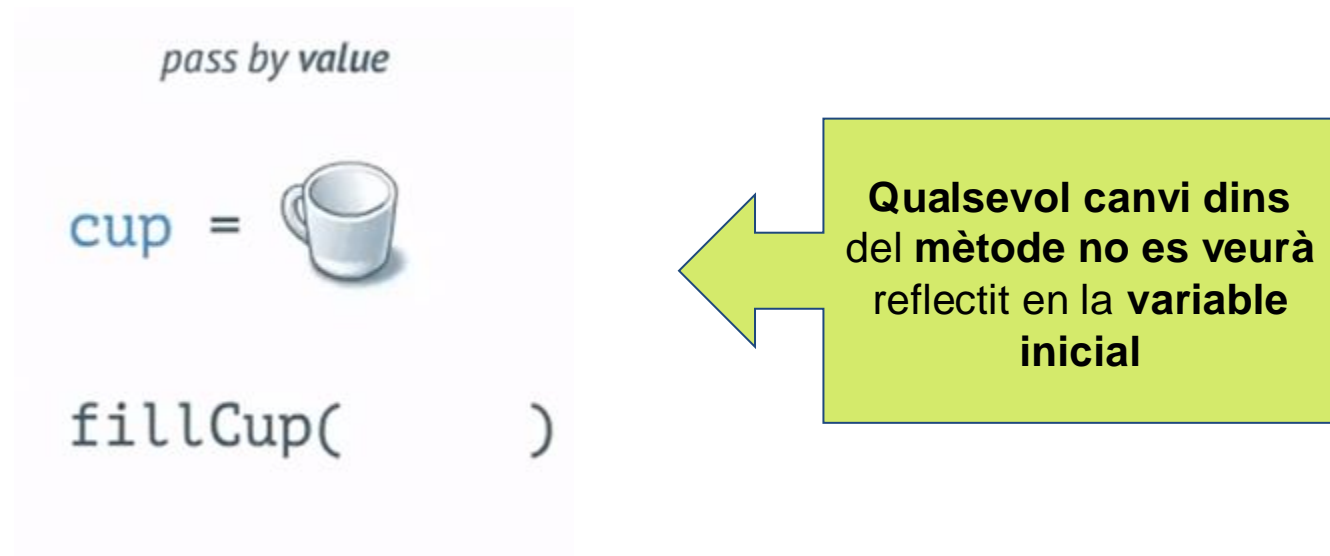 pass by value
cup =
fillCup( )
Qualsevol canvi dins
del mètode no es veurà
reflectit en la variable
inicial